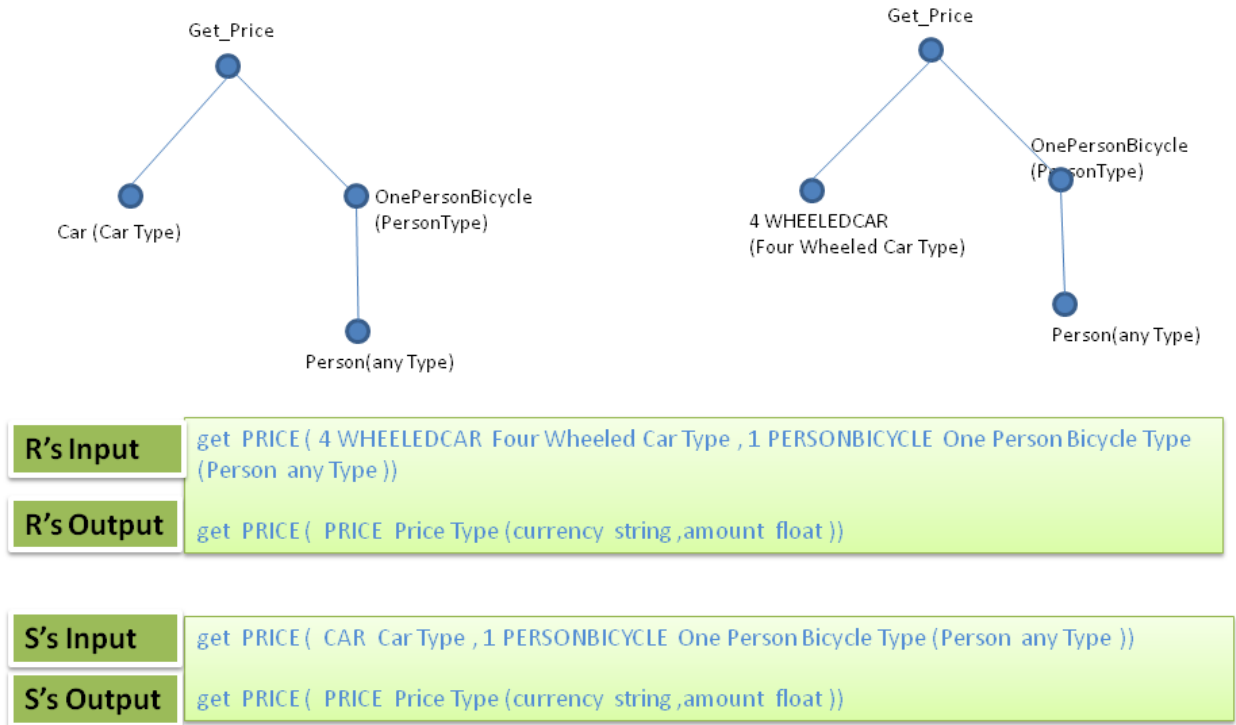 Get_Price
Car (Car Type)
OnePersonBicycle
(PersonType)
Person(any Type)
Get_Price
4 WHEELEDCAR
(Four Wheeled Car Type)
OnePersonBicycle
(PersonType)
Person(any Type)
R's Input
get PRICE ( 4 WHEELEDCAR Four Wheeled Car Type , 1 PERSONBICYCLE One Person Bicycle Type
(Person any Type ))
R's Output
get PRICE ( PRICE Price Type (currency string ,amount float ))
S's Input
get PRICE ( CAR Car Type , 1 PERSONBICYCLE One Person Bicycle Type (Person any Type ))
S's Output
get PRICE ( PRICE Price Type (currency string ,amount float ))